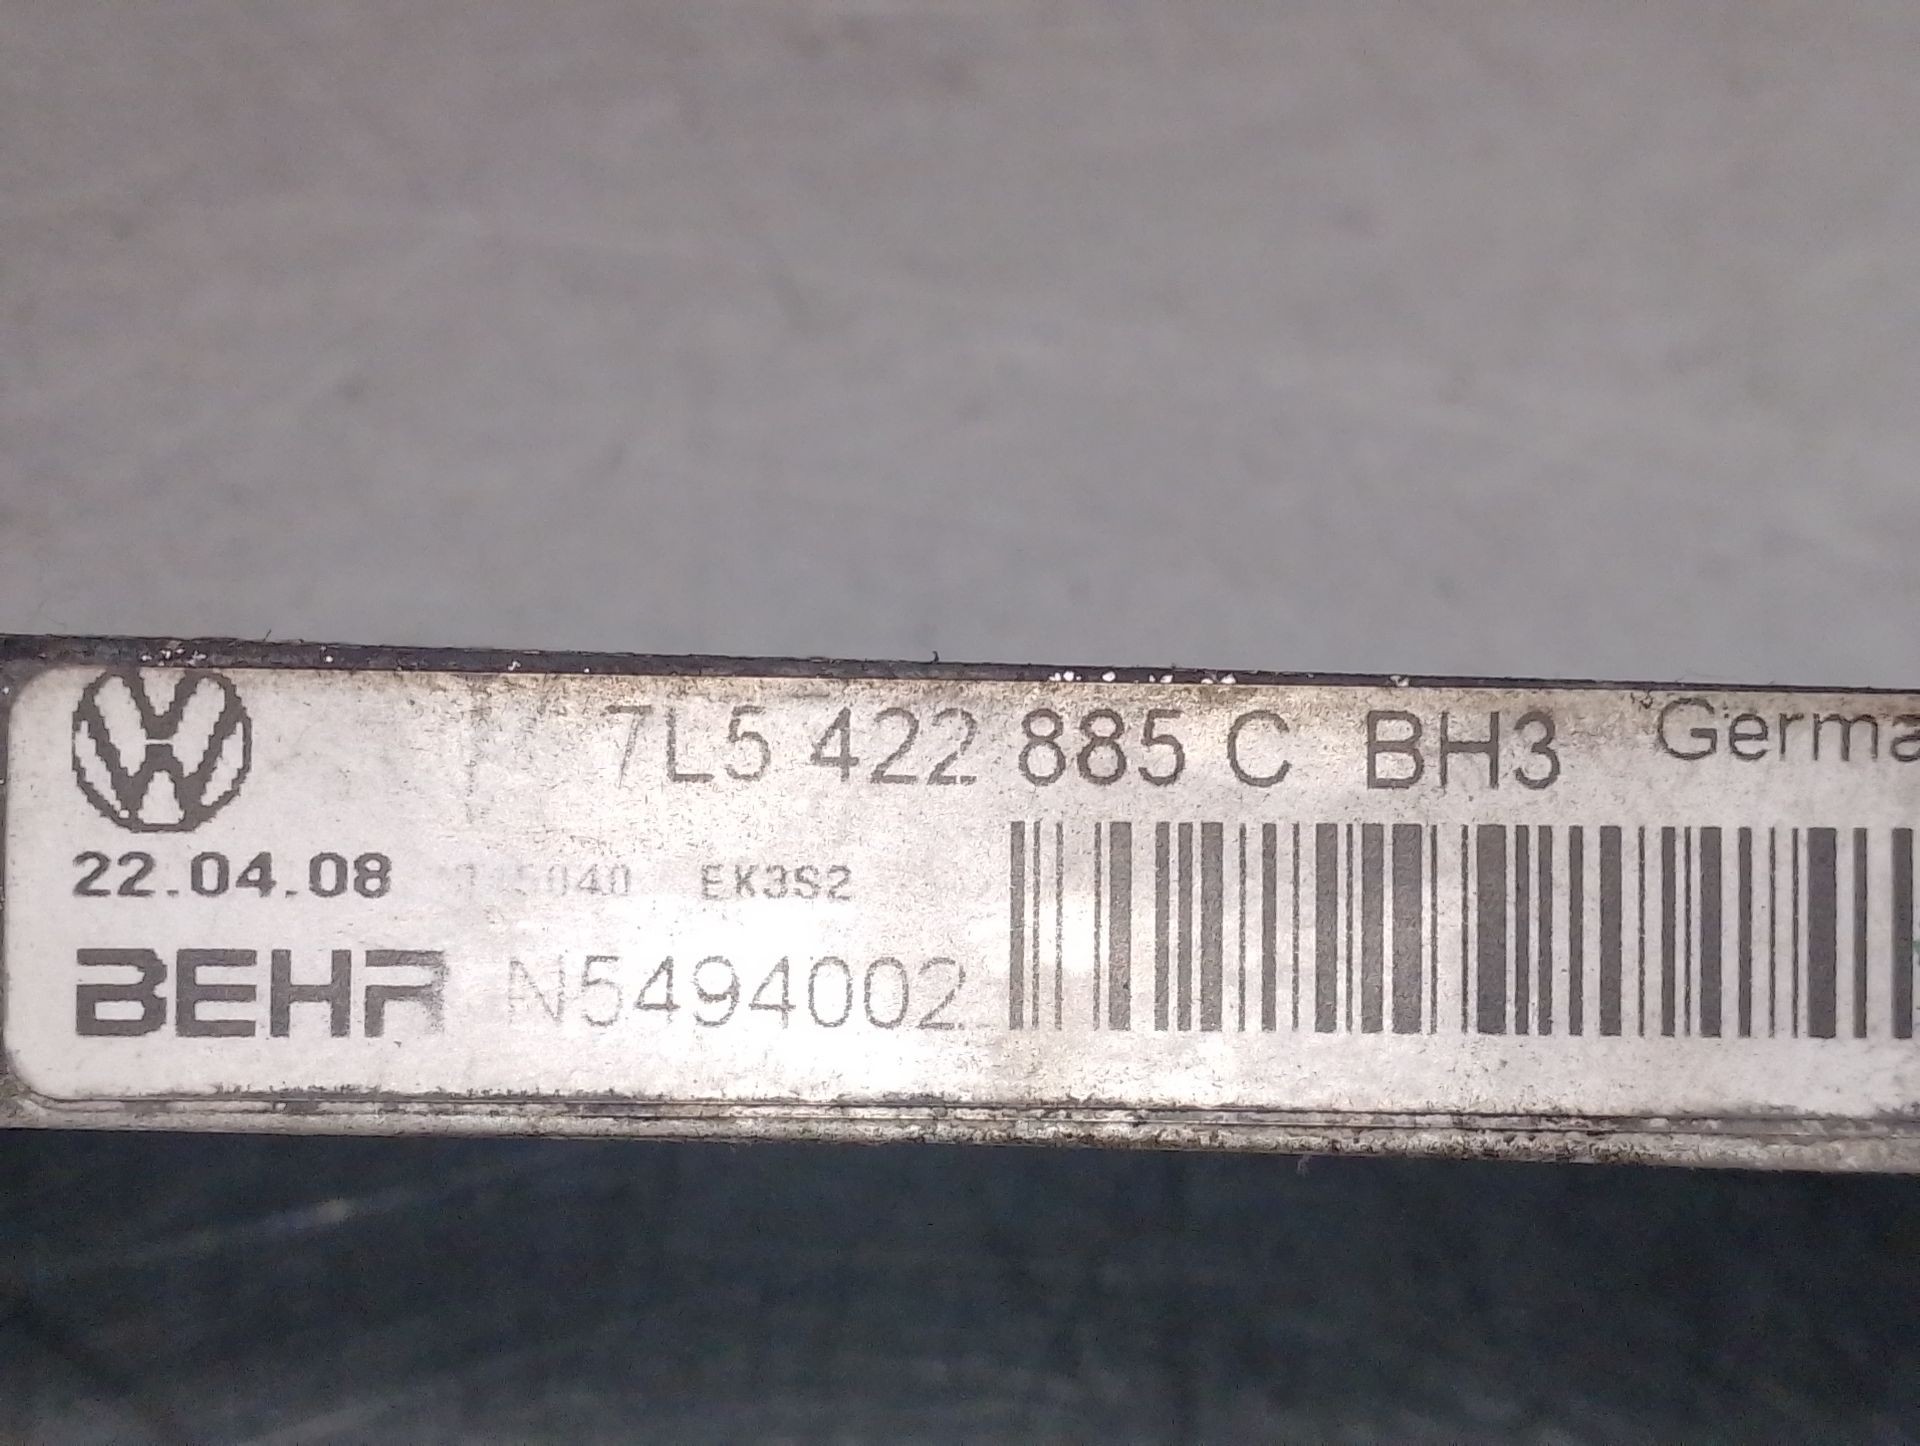 7L5 422 885 C BH3 Germa
22.04.08 EK3S2
BEHR N5494002